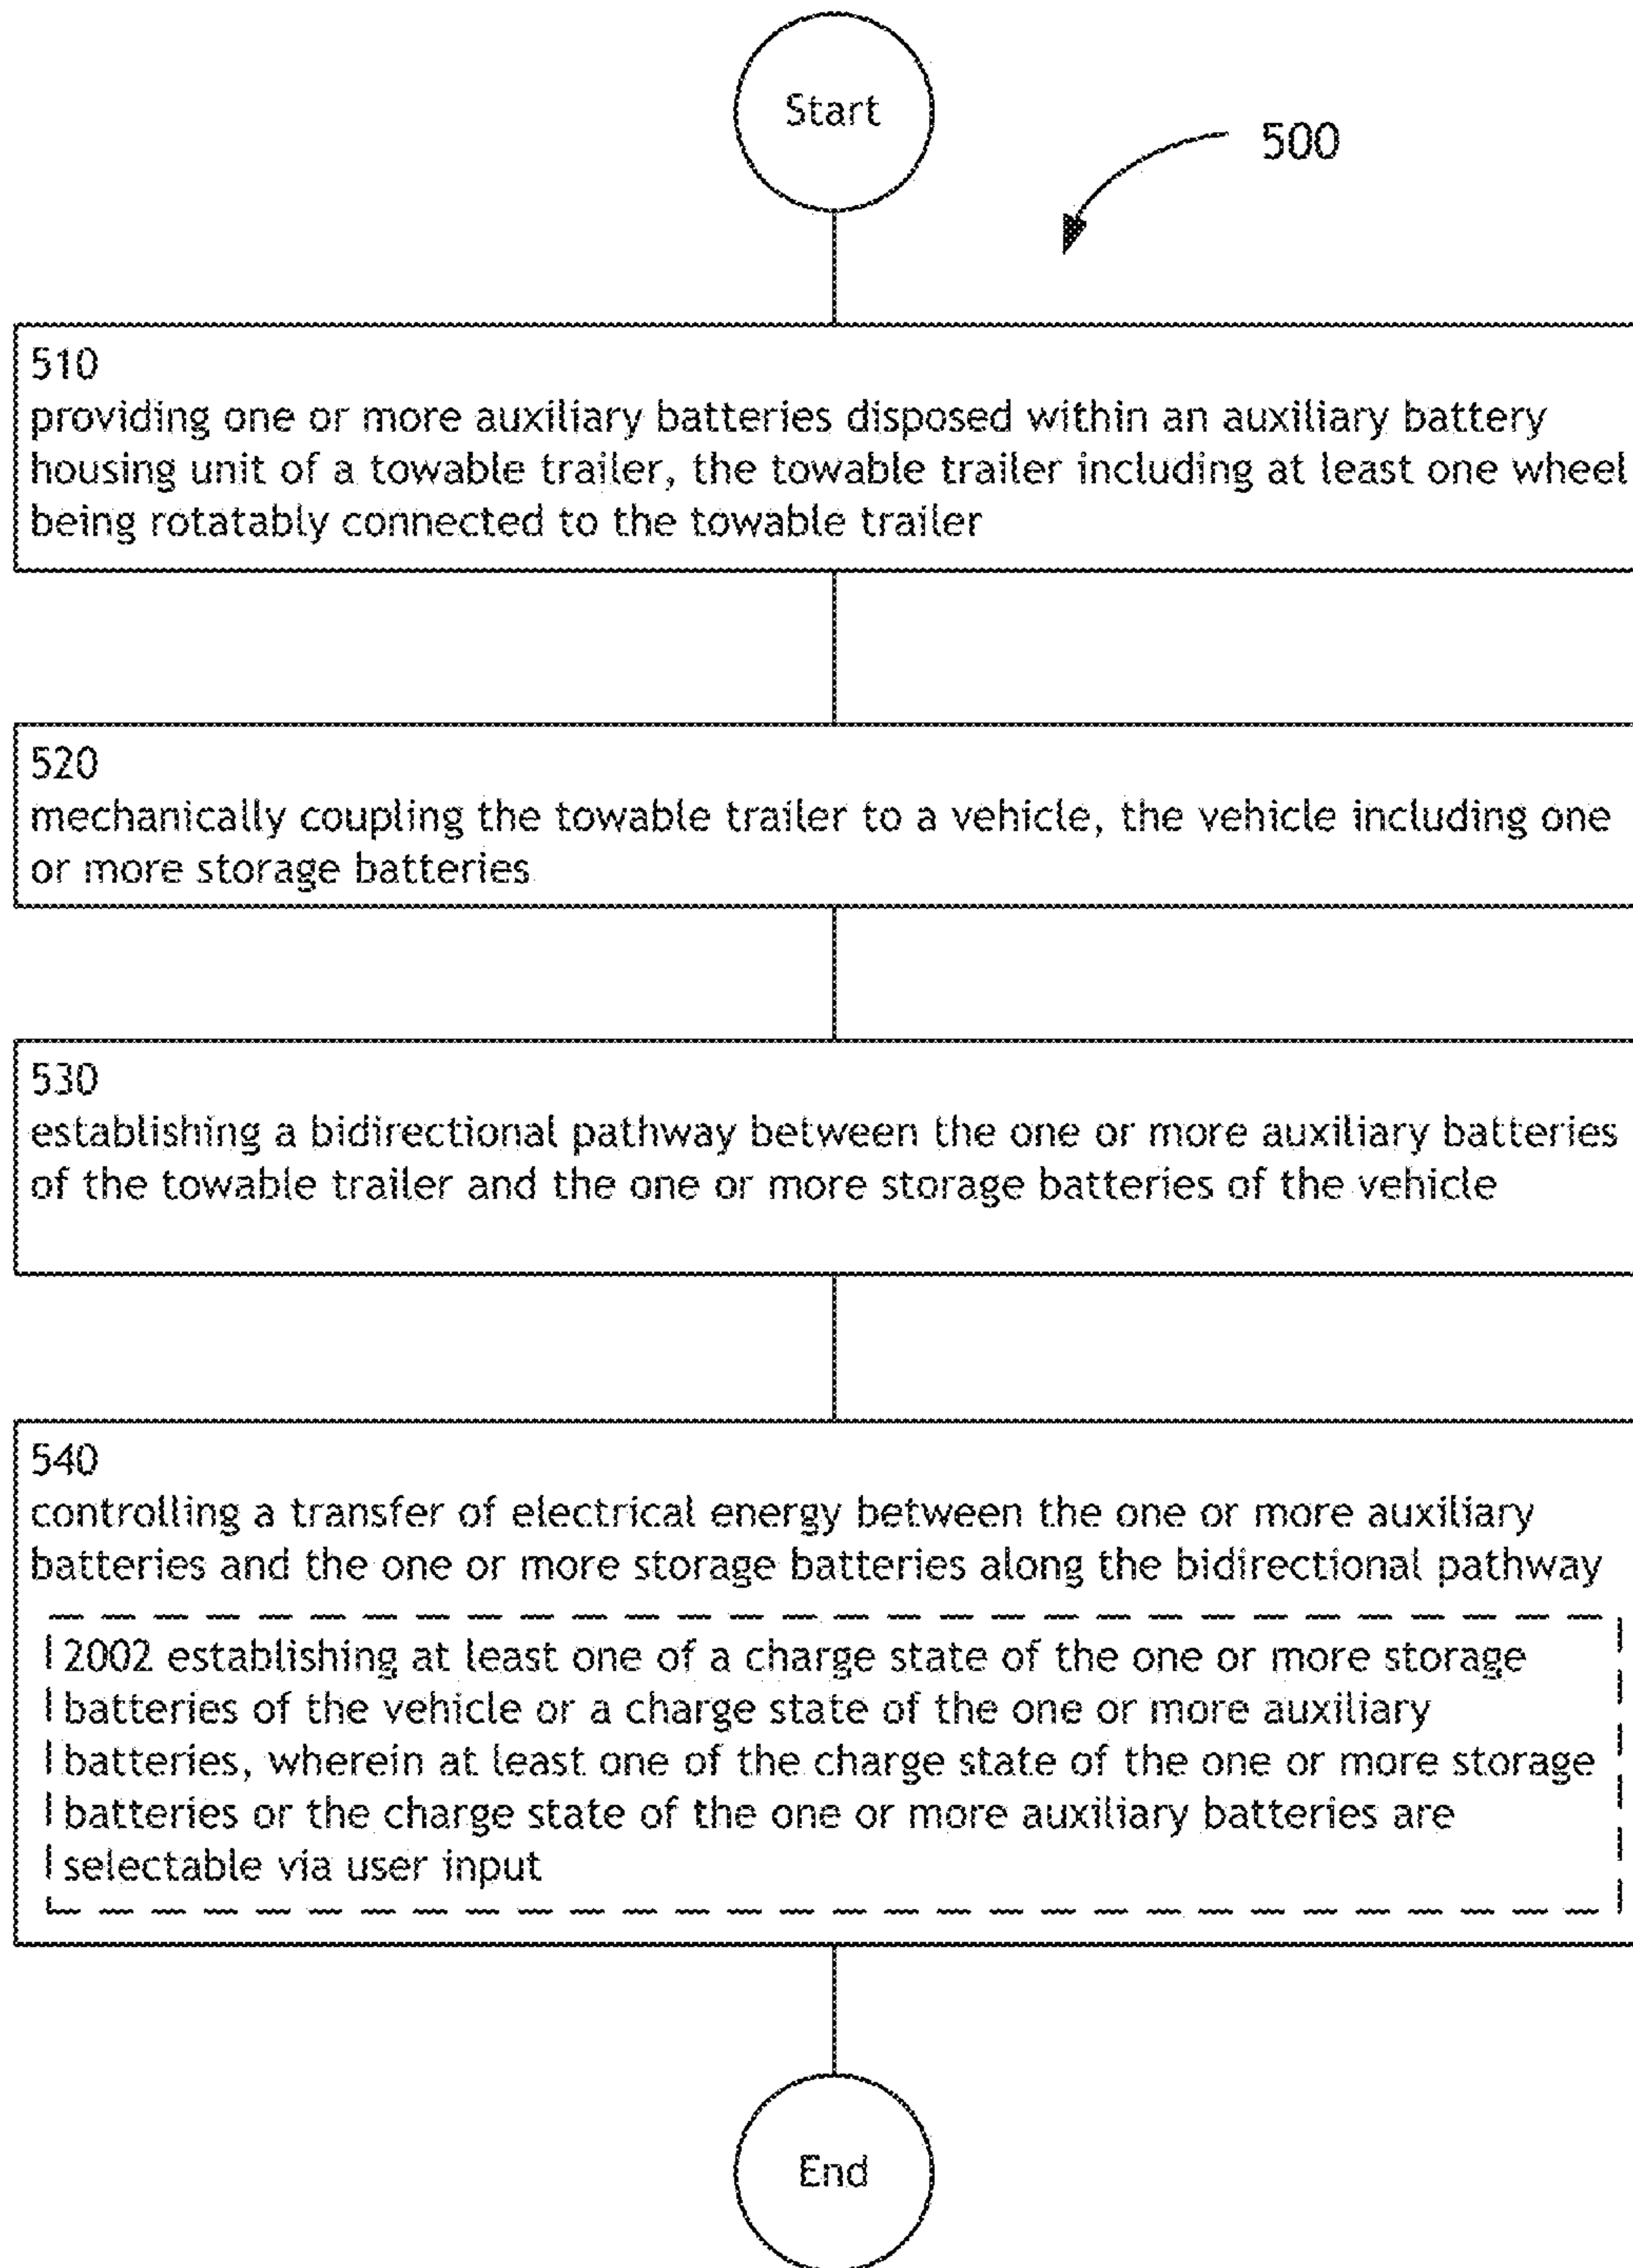 Start
500
510
providing one or more auxiliary batteries disposed within an auxiliary battery
housing unit of a towable trailer, the towable trailer including at least one wheel
being rotatably connected to the towable trailer
520
mechanically coupling the towable trailer to a vehicle, the vehicle including one
or more storage batteries
530
establishing a bidirectional pathway between the one or more auxiliary batteries
of the towable trailer and the one or more storage batteries of the vehicle
540
controlling a transfer of electrical energy between the one or more auxiliary
batteries and the one or more storage batteries along the bidirectional pathway
2002 establishing at least one of a charge state of the one or more storage
batteries of the vehicle or a charge state of the one or more auxiliary
batteries, wherein at least one of the charge state of the one or more storage
batteries or the charge state of the one or more auxiliary batteries are
selectable via user input
End